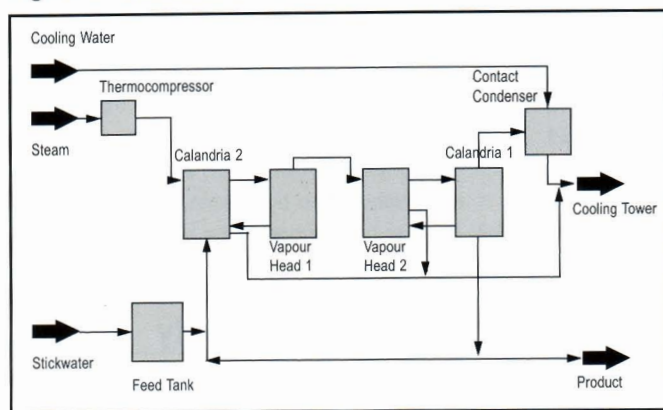 Cooling Water
Thermocompressor
Contact
Condenser
Steam
Calandria 2
Calandria 1
Cooling Tower
Vapour
Head 1
Vapour
Head 2
Stickwater
Feed Tank
Product